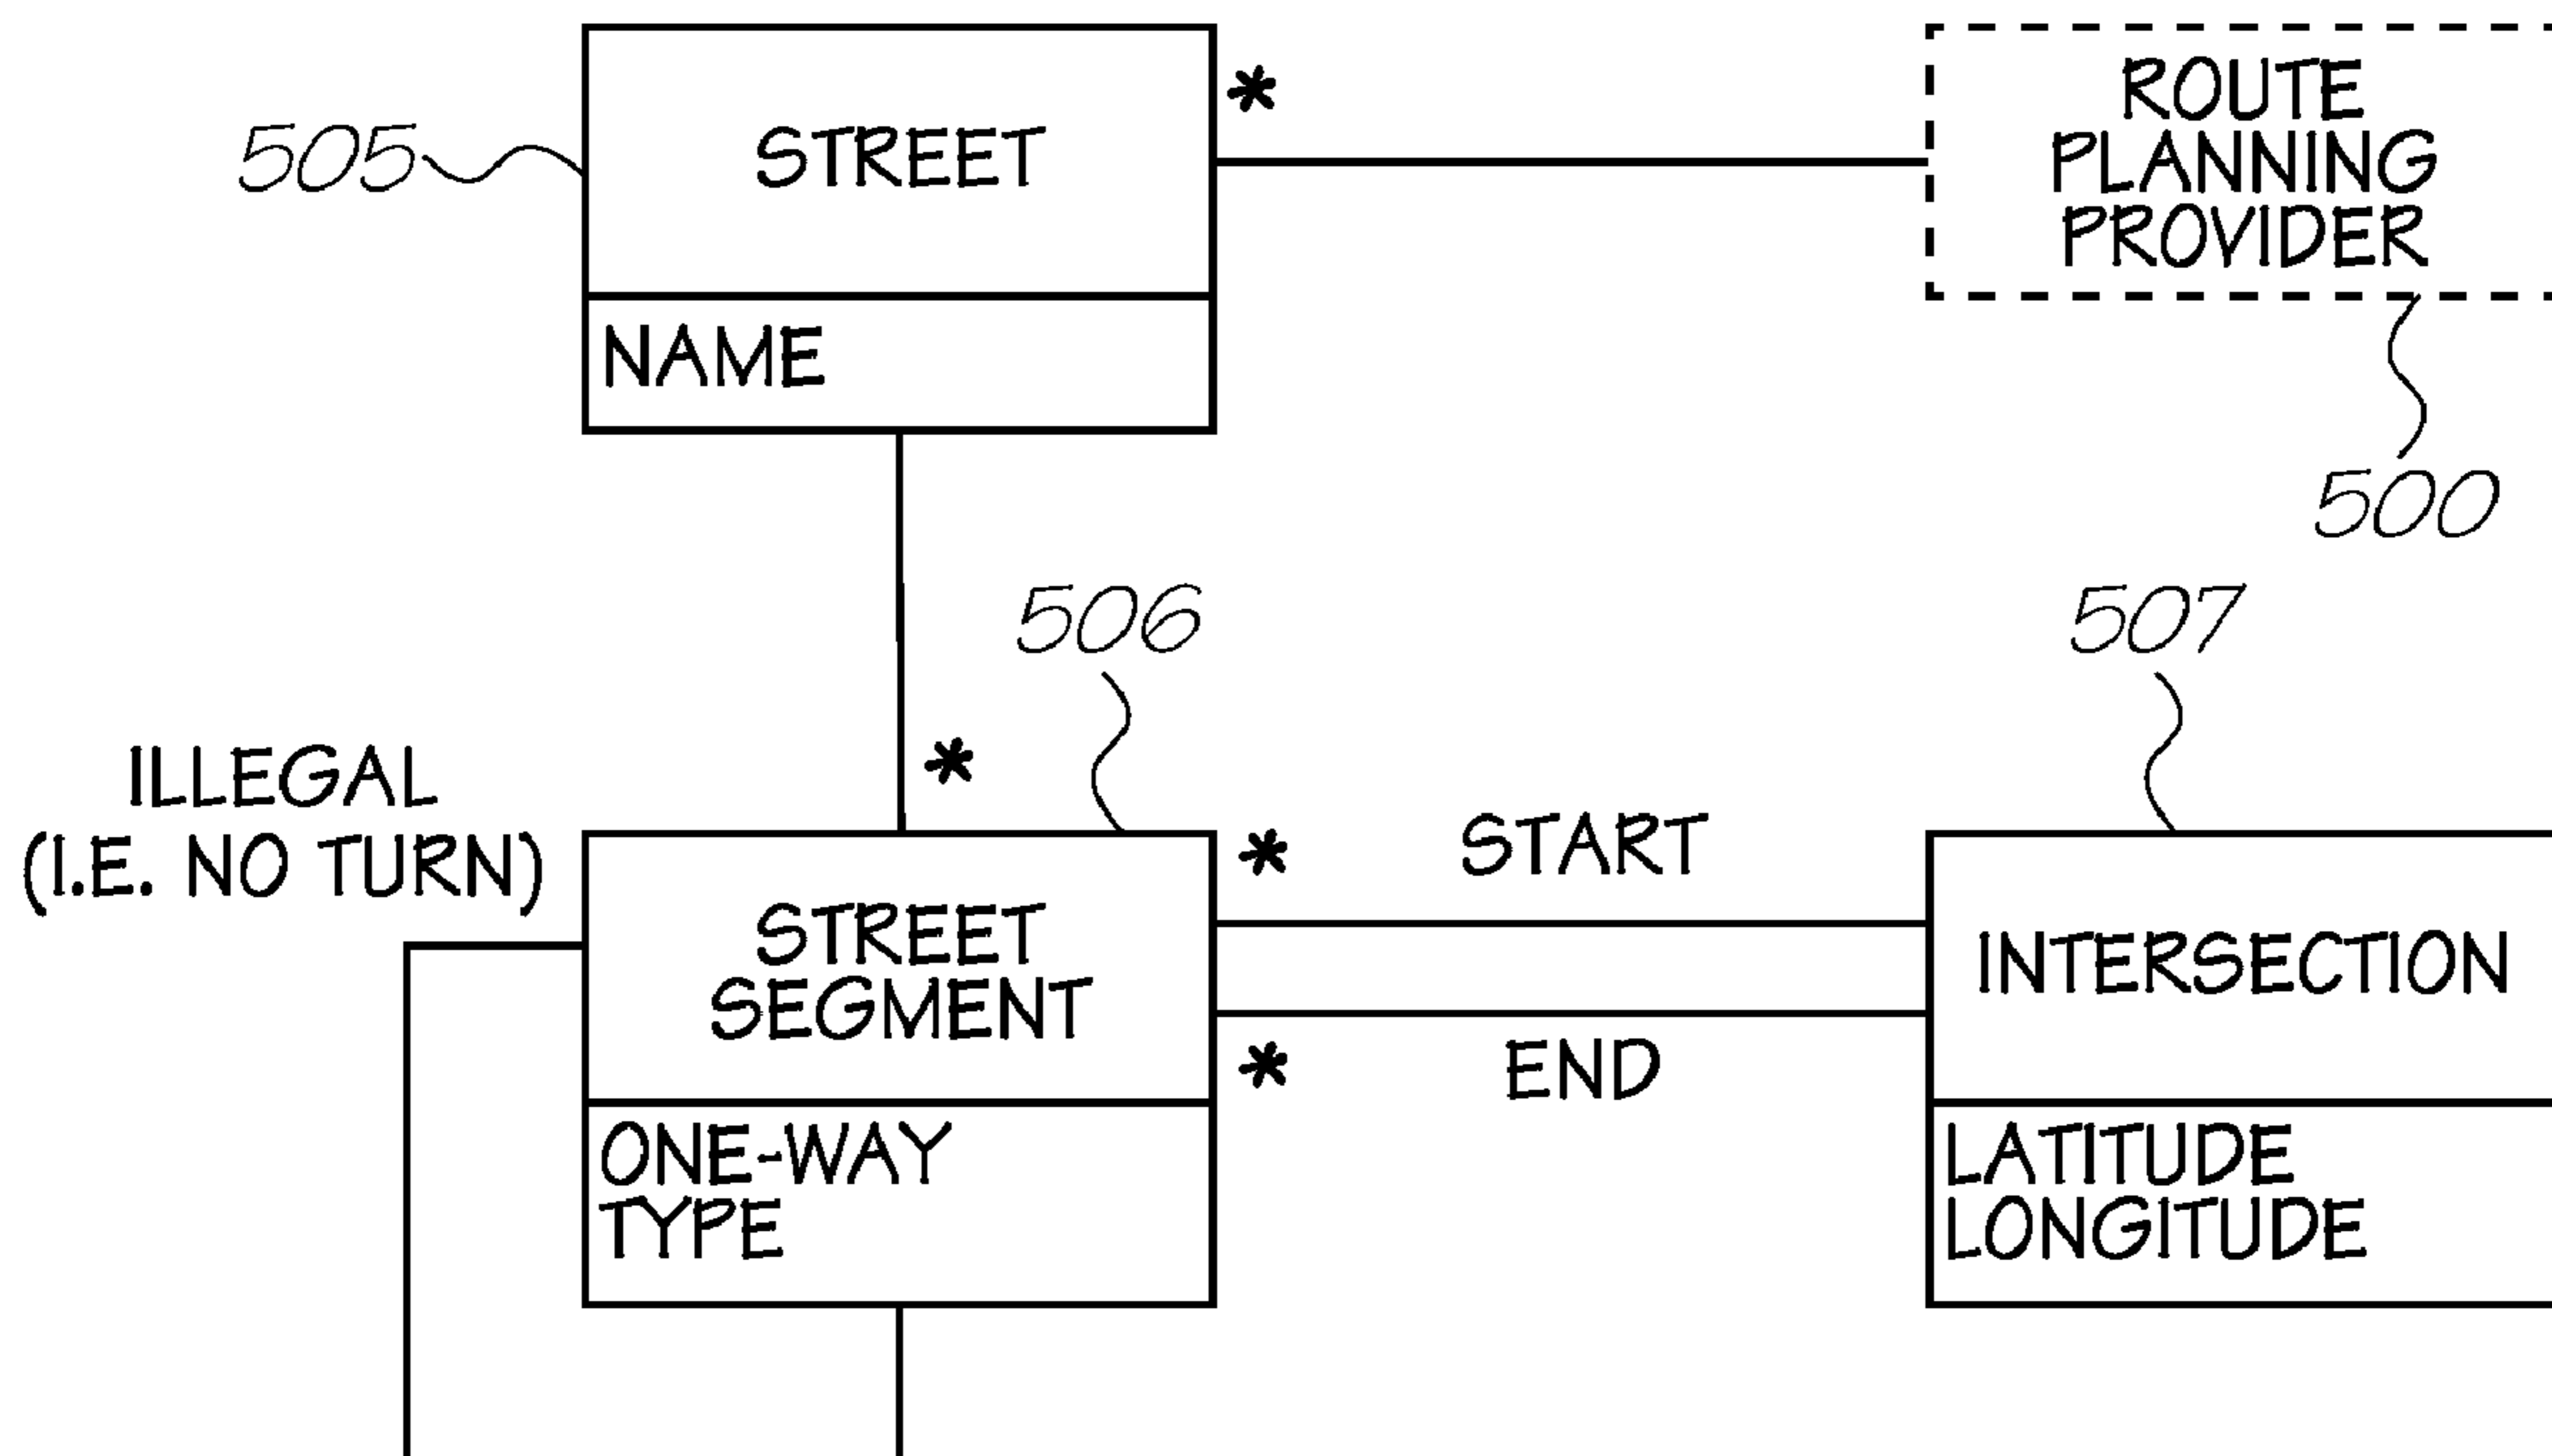 505
STREET
*
ROUTE
PLANNING
PROVIDER
NAME
500
506
507
*
ILLEGAL
(I.E. NO TURN)
STREET
SEGMENT
* START
* END
INTERSECTION
ONE-WAY
TYPE
LATITUDE
LONGITUDE